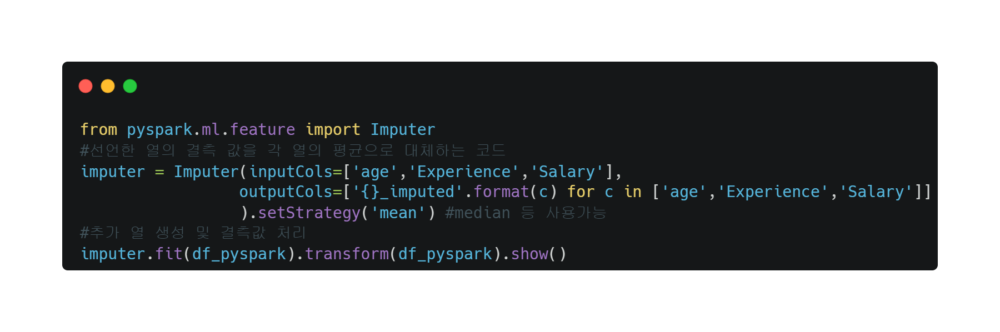 from pyspark.ml.feature import Imputer
#선언한 열의 결측 값을 각 열의 평균으로 대체하는 코드
imputer = Imputer(inputCols=['age','Experience','Salary'],
                 outputCols=['{}_imputed'.format(c) for c in ['age','Experience','Salary']]
                 ).setStrategy('mean') #median 등 사용가능
#추가 열 생성 및 결측값 처리
imputer.fit(df_pyspark).transform(df_pyspark).show()